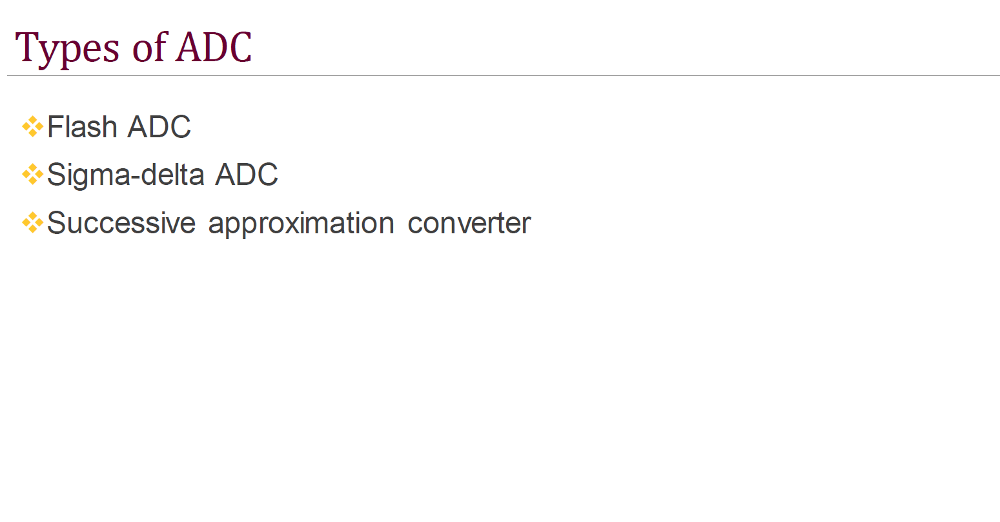 Types of ADC
Flash ADC
Sigma-delta ADC
Successive approximation converter